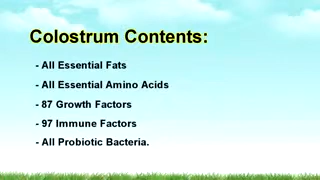 Colostrum Contents:
- All Essential Fats
- All Essential Amino Acids
- 87 Growth Factors
- 97 Immune Factors
- All Probiotic Bacteria.